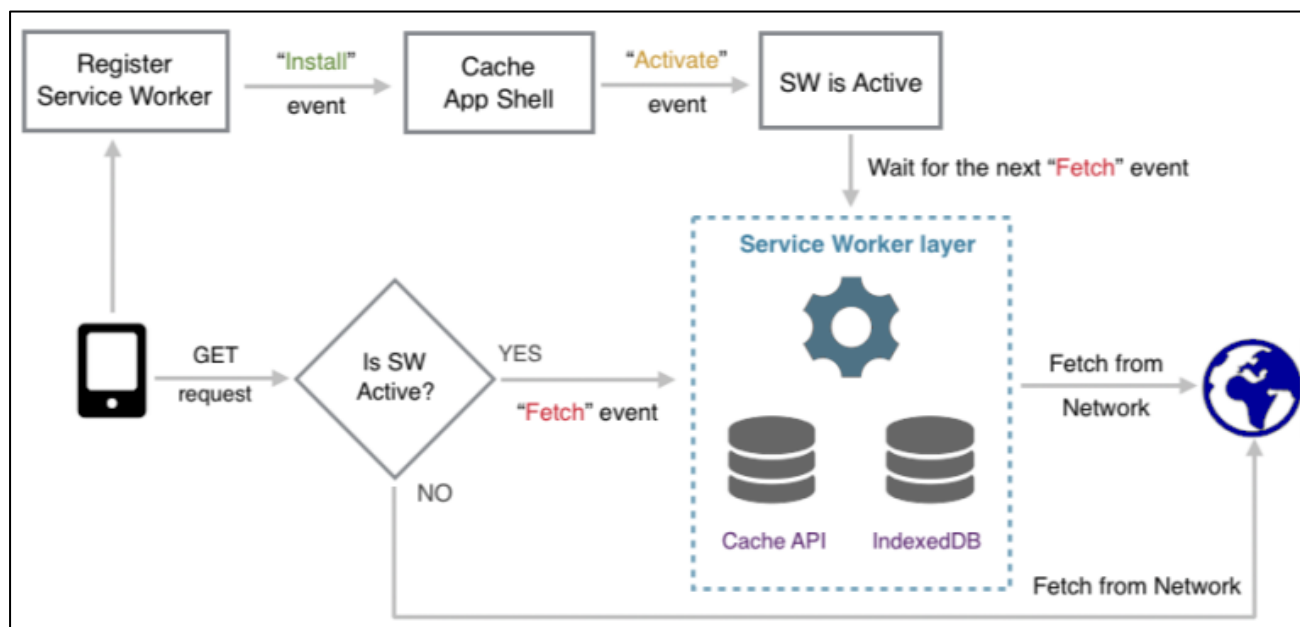 Register
Service Worker
“Install”
event
Cache
App Shell
“Activate”
event
SW is Active
Wait for the next “Fetch” event
Service Worker layer
GET
request
Is SW
Active?
YES
“Fetch” event
NO
Cache API
IndexedDB
Fetch from
Network
Fetch from Network